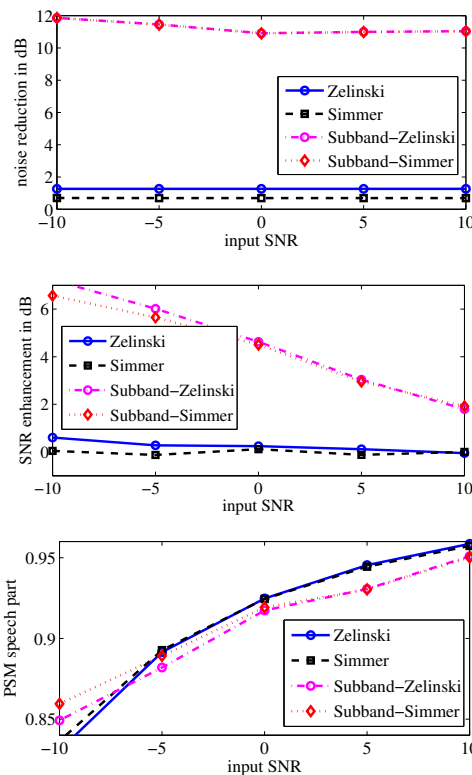 12
10
8
6
4
2
0
noise reduction in dB
Zelinski
Simmer
Subband−Zelinski
Subband−Simmer
−10 −5 0 5 10
input SNR
6
4
2
0
SNR enhancement in dB
Zelinski
Simmer
Subband−Zelinski
Subband−Simmer
−10 −5 0 5 10
input SNR
0.95
0.9
0.85
PSM speech part
Zelinski
Simmer
Subband−Zelinski
Subband−Simmer
−10 −5 0 5 10
input SNR